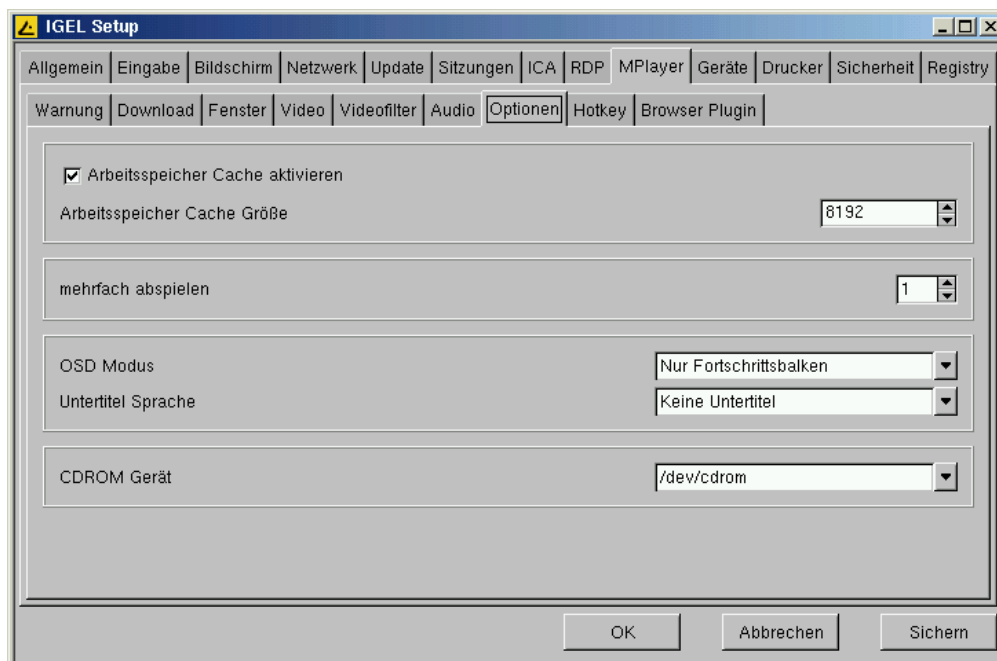 IGEL Setup
Allgemein Eingabe Bildschirm Netzwerk Update Sitzungen ICA RDP MPlayer Geräte Drucker Sicherheit Registry
Warnung Download Fenster Video Videofilter Audio Optionen Hotkey Browser Plugin
Arbeitsspeicher Cache aktivieren
Arbeitsspeicher Cache Größe 8192
mehrfach abspielen 1
OSD Modus Nur Fortschrittsbalken
Untertitel Sprache Keine Untertitel
CDROM Gerät /dev/cdrom
OK Abbrechen Sichern